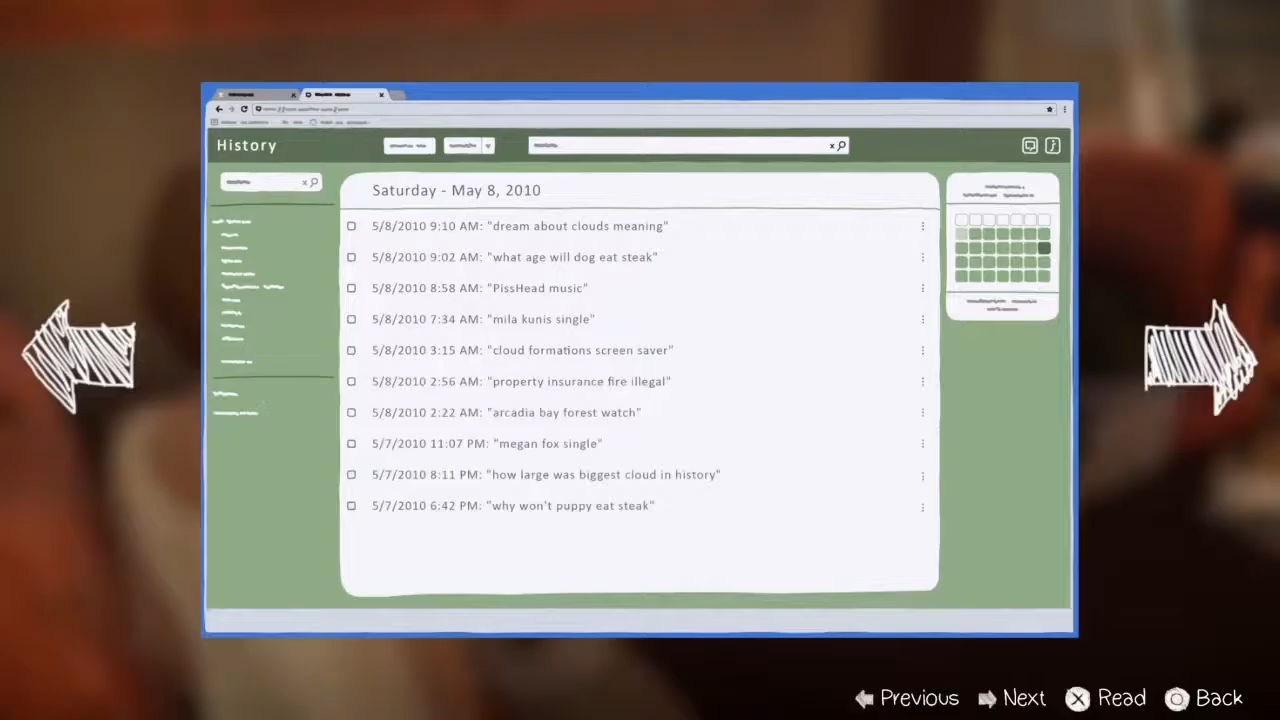 History
Saturday - May 8, 2010
5/8/2010 9:10 AM: "dream about clouds meaning"
5/8/2010 9:02 AM: "what age will dog eat steak"
5/8/2010 8:58 AM: "PissHead music"
5/8/2010 7:34 AM: "mila kunis single"
5/8/2010 3:15 AM: "cloud formations screen saver"
5/8/2010 2:56 AM: "property insurance fire illegal"
5/8/2010 2:22 AM: "arcadia bay forest watch"
5/7/2010 11:07 PM: "megan fox single"
5/7/2010 8:11 PM: "how large was biggest cloud in history"
5/7/2010 6:42 PM: "why won't puppy eat steak"
Previous Next Read Back